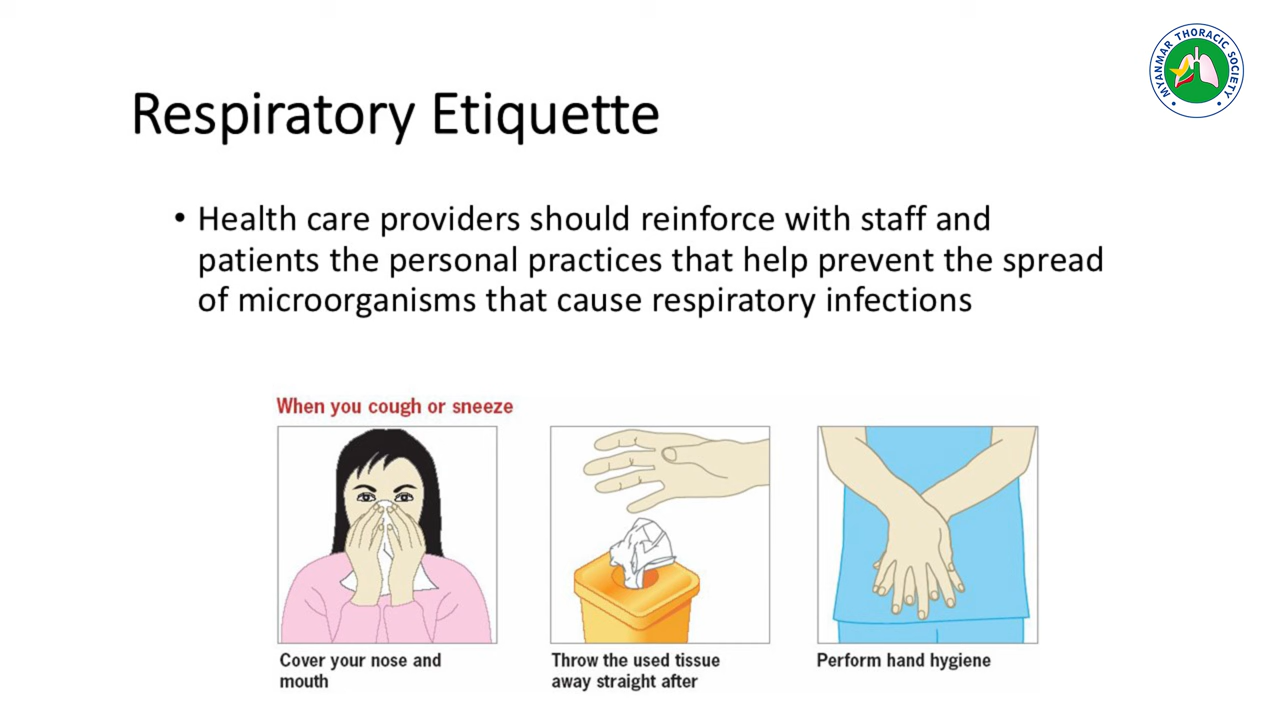 MYANMAR THORACIC SOCIETY
Respiratory Etiquette
• Health care providers should reinforce with staff and
patients the personal practices that help prevent the spread
of microorganisms that cause respiratory infections
When you cough or sneeze
Cover your nose and
mouth
Throw the used tissue
away straight after
Perform hand hygiene